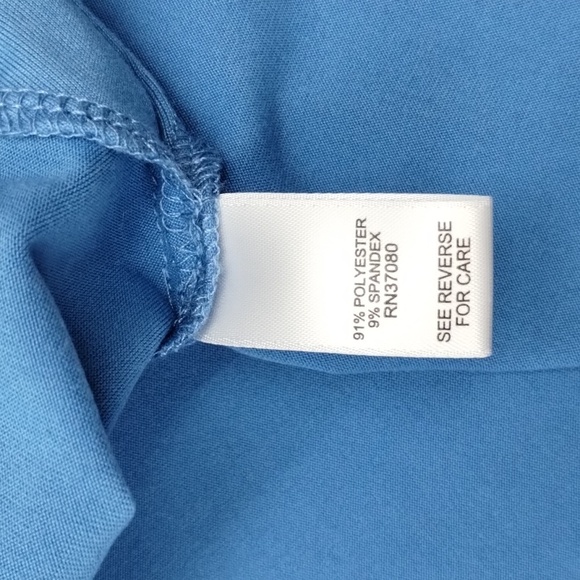 91% POLYESTER
9% SPANDEX
RN37080
SEE REVERSE
FOR CARE